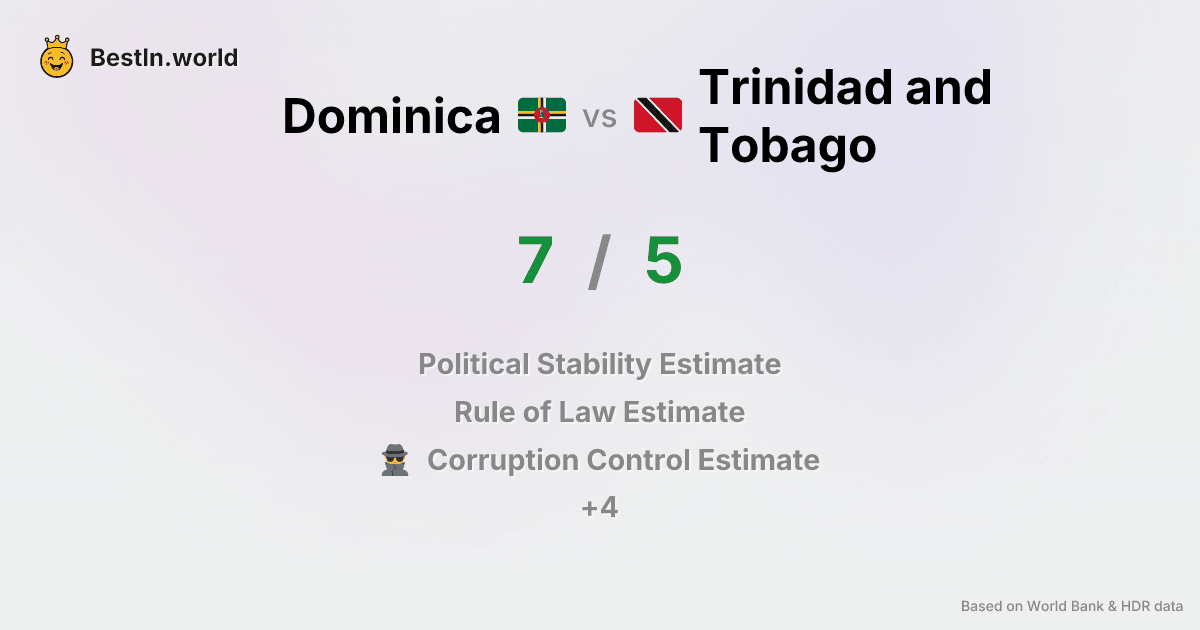 BestIn.world
Dominica vs Trinidad and
Tobago
7 / 5
Political Stability Estimate
Rule of Law Estimate
Corruption Control Estimate
+4
Based on World Bank & HDR data